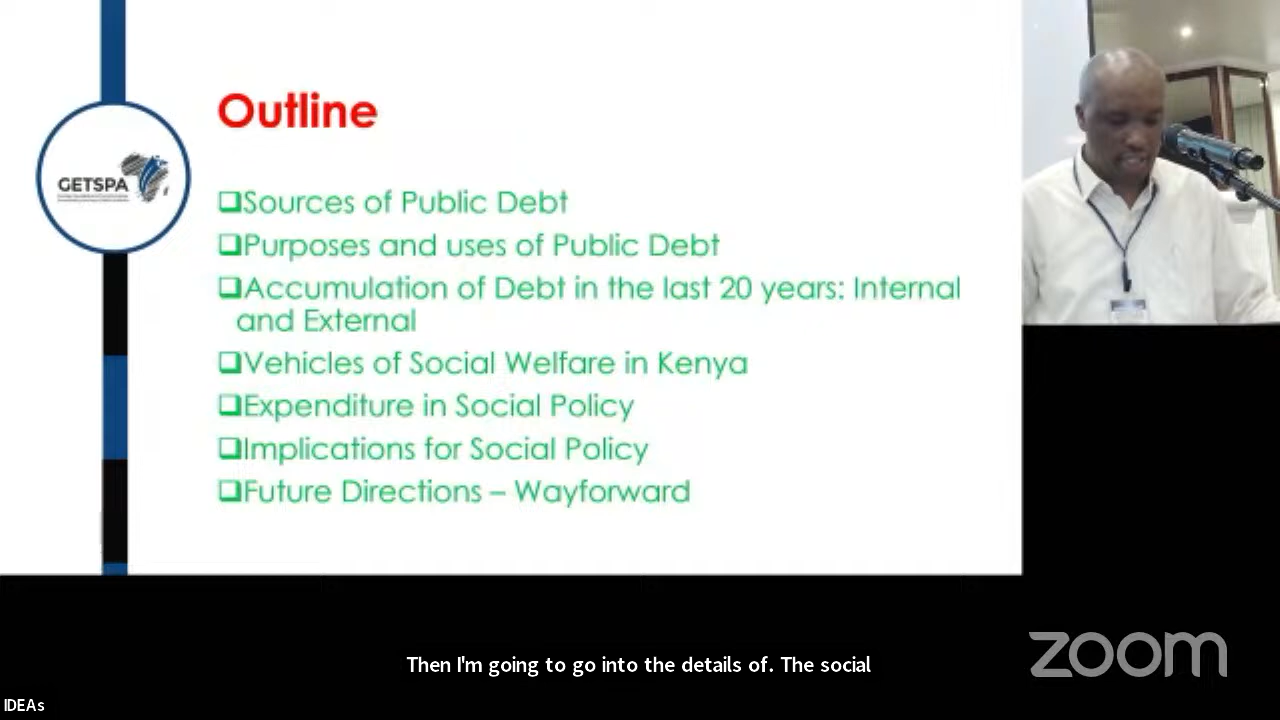 Outline
GETSPA
Sources of Public Debt
Purposes and uses of Public Debt
Accumulation of Debt in the last 20 years: Internal
and External
Vehicles of Social Welfare in Kenya
Expenditure in Social Policy
Implications for Social Policy
Future Directions – Wayforward
Then I'm going to go into the details of. The social
zoom
IDEAs